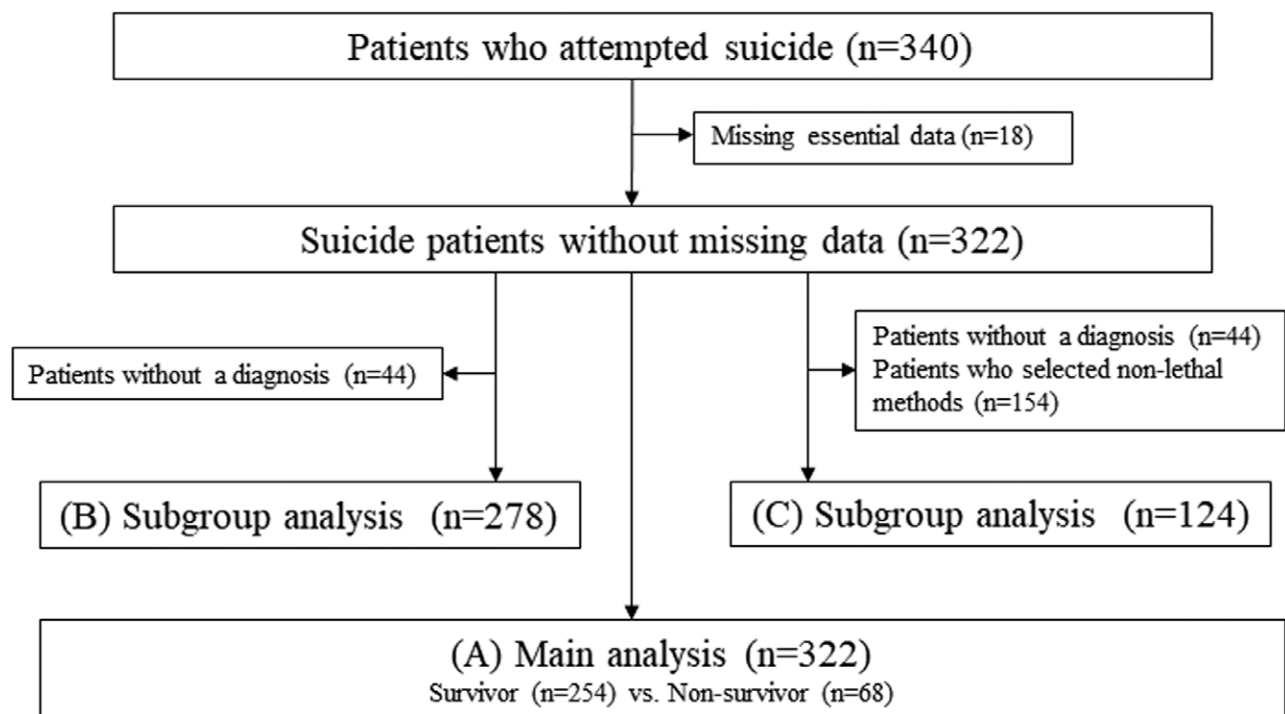 Patients who attempted suicide (n=340)
Missing essential data (n=18)
Suicide patients without missing data (n=322)
Patients without a diagnosis (n=44)
Patients without a diagnosis (n=44)
Patients who selected non-lethal
methods (n=154)
(B) Subgroup analysis (n=278)
(C) Subgroup analysis (n=124)
(A) Main analysis (n=322)
Survivor (n=254) vs. Non-survivor (n=68)